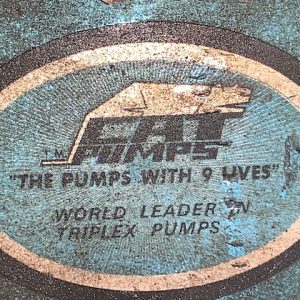 CAT
TM PUMPS
"THE PUMPS WITH 9 LIVES"
WORLD LEADER IN
TRIPLEX PUMPS